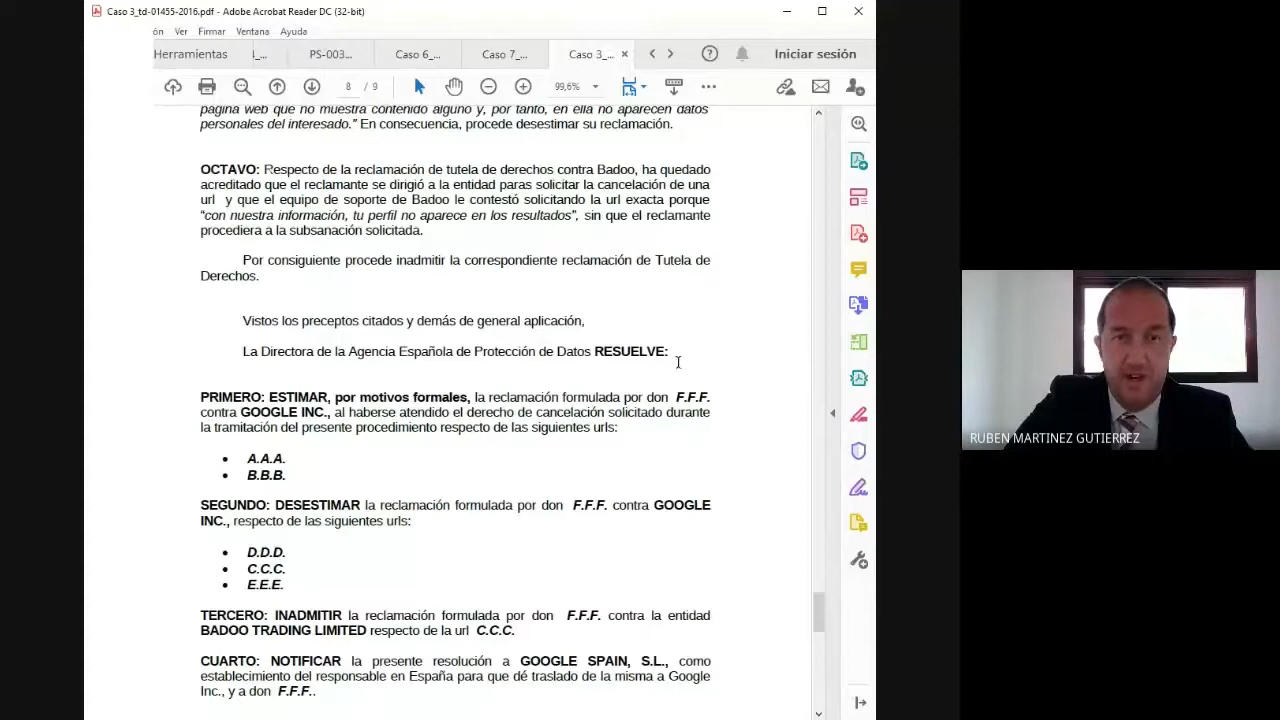 Caso 3_td-01455-2016.pdf - Adobe Acrobat Reader DC (32-bit)
ón Ver Firmar Ventana Ayuda
Herramientas l_... PS-003... Caso 6_... Caso 7_... Caso 3_... Iniciar sesión
8 / 9 99,6%
página web que no muestra contenido alguno y, por tanto, en ella no aparecen datos
personales del interesado.” En consecuencia, procede desestimar su reclamación.
OCTAVO: Respecto de la reclamación de tutela de derechos contra Badoo, ha quedado
acreditado que el reclamante se dirigió a la entidad paras solicitar la cancelación de una
url y que el equipo de soporte de Badoo le contestó solicitando la url exacta porque
“con nuestra información, tu perfil no aparece en los resultados”, sin que el reclamante
procediera a la subsanación solicitada.
Por consiguiente procede inadmitir la correspondiente reclamación de Tutela de
Derechos.
Vistos los preceptos citados y demás de general aplicación,
La Directora de la Agencia Española de Protección de Datos RESUELVE:
PRIMERO: ESTIMAR, por motivos formales, la reclamación formulada por don F.F.F.
contra GOOGLE INC., al haberse atendido el derecho de cancelación solicitado durante
la tramitación del presente procedimiento respecto de las siguientes urls:
• A.A.A.
• B.B.B.
SEGUNDO: DESESTIMAR la reclamación formulada por don F.F.F. contra GOOGLE
INC., respecto de las siguientes urls:
• D.D.D.
• C.C.C.
• E.E.E.
TERCERO: INADMITIR la reclamación formulada por don F.F.F. contra la entidad
BADOO TRADING LIMITED respecto de la url C.C.C.
CUARTO: NOTIFICAR la presente resolución a GOOGLE SPAIN, S.L., como
establecimiento del responsable en España para que dé traslado de la misma a Google
Inc., y a don F.F.F..
RUBEN MARTINEZ GUTIERREZ